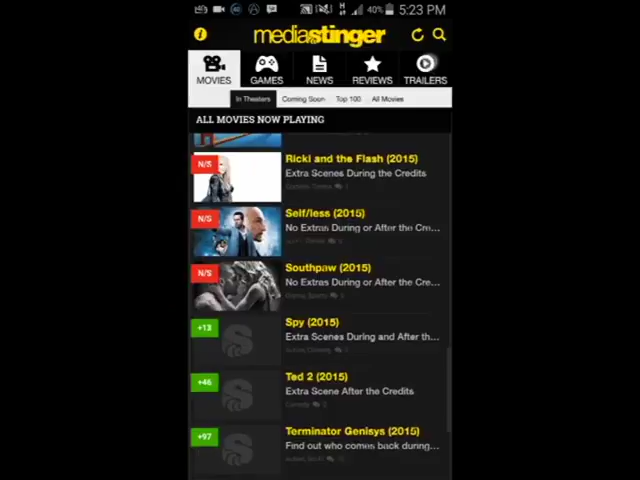 40% 5:23 PM
mediastinger
MOVIES GAMES NEWS REVIEWS TRAILERS
In Theaters Coming Soon Top 100 All Movies
ALL MOVIES NOW PLAYING
N/S
Ricki and the Flash (2015)
Extra Scenes During the Credits
N/S
Self/less (2015)
No Extras During or After the Cre...
N/S
Southpaw (2015)
No Extras During or After the Cre...
+13
Spy (2015)
Extra Scenes During and After th...
+46
Ted 2 (2015)
Extra Scene After the Credits
Comedy
+97
Terminator Genisys (2015)
Find out who comes back during...